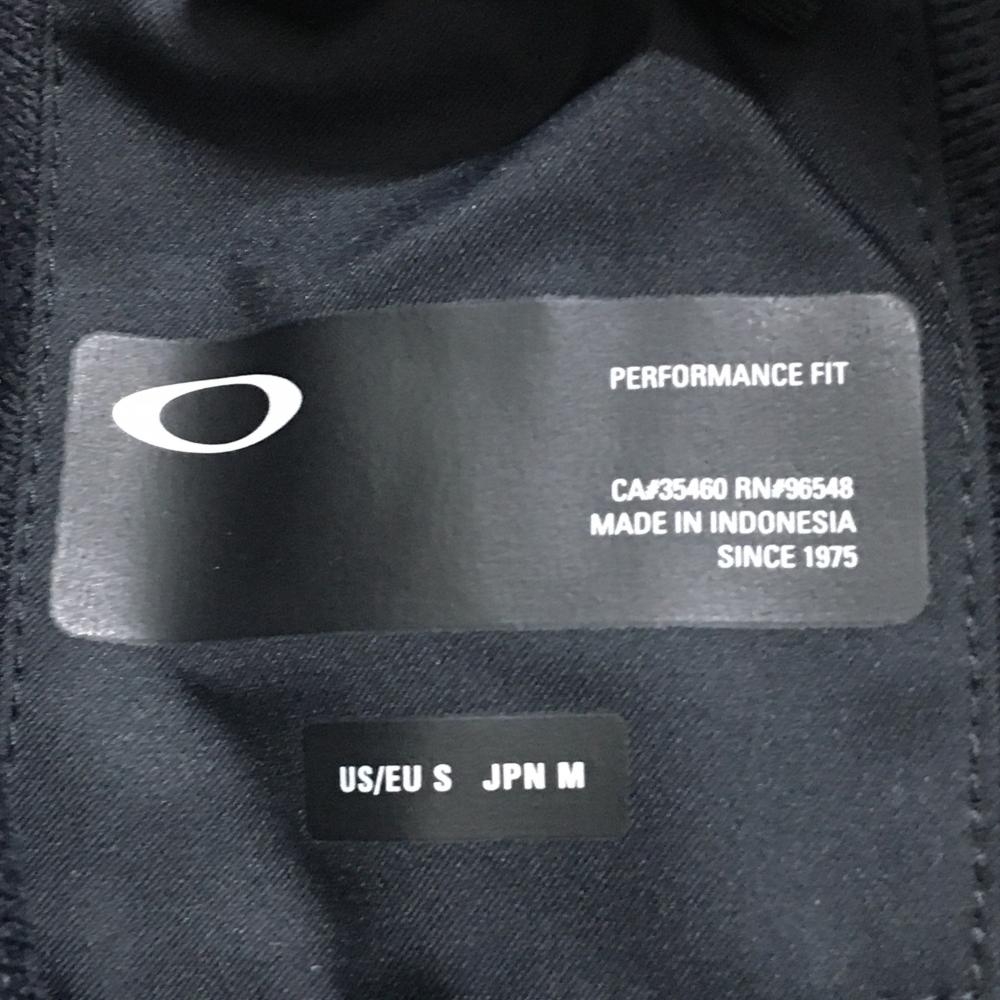 PERFORMANCE FIT
CA#35460 RN#96548
MADE IN INDONESIA
SINCE 1975
US/EU S JPN M